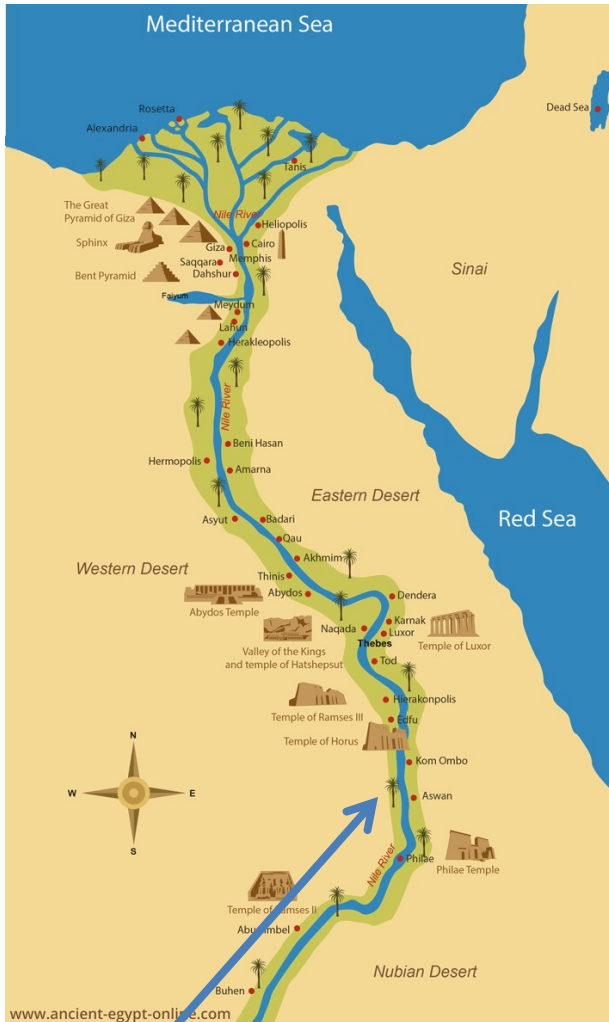 Mediterranean Sea
Rosetta
Alexandria
Dead Sea
Tanis
The Great
Pyramid of Giza
Nile River
Heliopolis
Sphinx
Giza
Cairo
Memphis
Saqqara
Sinai
Bent Pyramid
Dahshur
Faiyum
Meydum
Lahun
Herakleopolis
Nile River
Beni Hasan
Hermopolis
Amarna
Eastern Desert
Asyut
Badari
Red Sea
Qau
Akhmim
Western Desert
Thinis
Abydos
Dendera
Abydos Temple
Karnak
Naqada
Luxor
Thebes
Temple of Luxor
Valley of the Kings
and temple of Hatshepsut
Tod
Hierakonpolis
Temple of Ramses III
Edfu
Temple of Horus
N
Kom Ombo
W
E
Aswan
S
Nile River
Philae
Philae Temple
Temple of Ramses II
Nubian Desert
Buhen
www.ancient-egypt-online.com